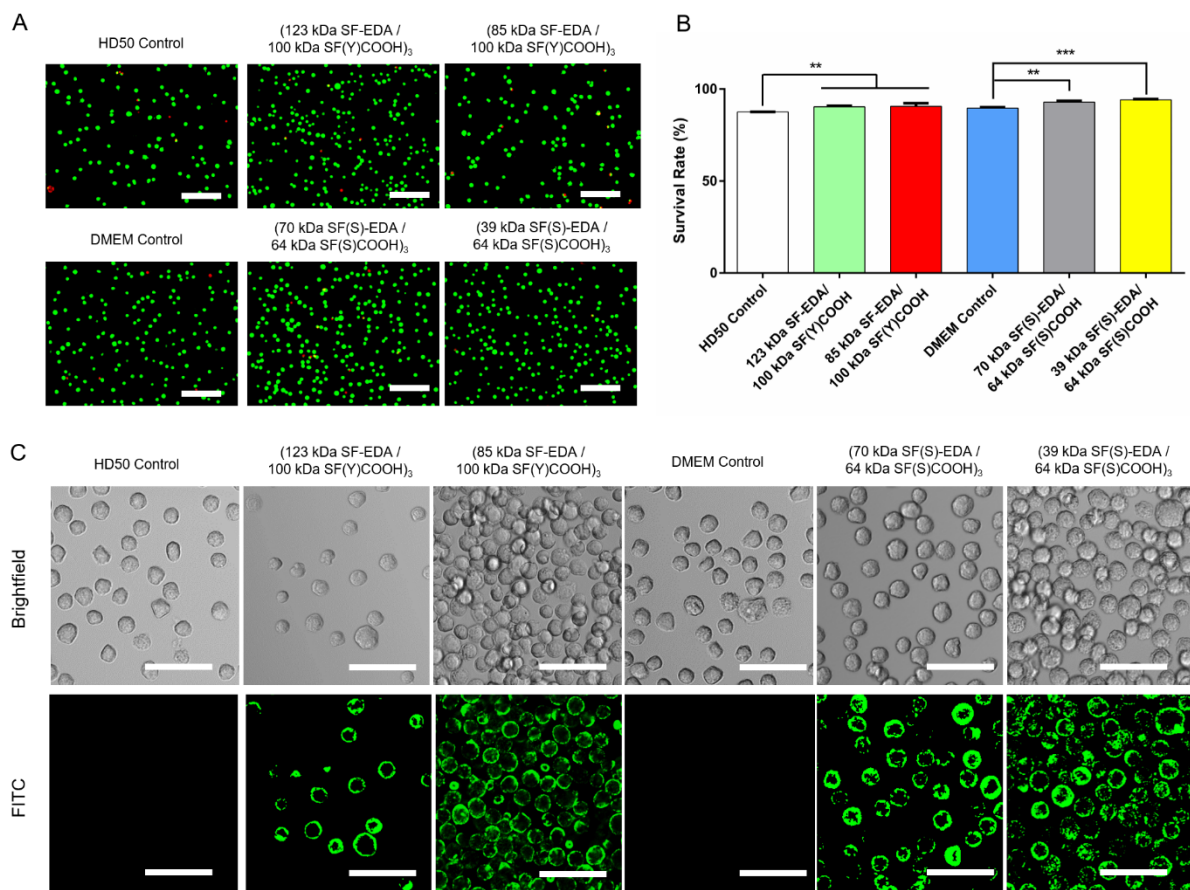 A
HD50 Control
(123 kDa SF-EDA /
100 kDa SF(Y)COOH)₃
(85 kDa SF-EDA /
100 kDa SF(Y)COOH)₃
DMEM Control
(70 kDa SF(S)-EDA /
64 kDa SF(S)COOH)₃
(39 kDa SF(S)-EDA /
64 kDa SF(S)COOH)₃
B
Survival Rate (%)
100
50
0
**
**
***
HD50 Control
123 kDa SF-EDA/
100 kDa SF(Y)COOH
85 kDa SF-EDA/
100 kDa SF(Y)COOH
DMEM Control
70 kDa SF(S)-EDA/
64 kDa SF(S)COOH
39 kDa SF(S)-EDA/
64 kDa SF(S)COOH
C
HD50 Control
(123 kDa SF-EDA /
100 kDa SF(Y)COOH)₃
(85 kDa SF-EDA /
100 kDa SF(Y)COOH)₃
DMEM Control
(70 kDa SF(S)-EDA /
64 kDa SF(S)COOH)₃
(39 kDa SF(S)-EDA /
64 kDa SF(S)COOH)₃
Brightfield
FITC